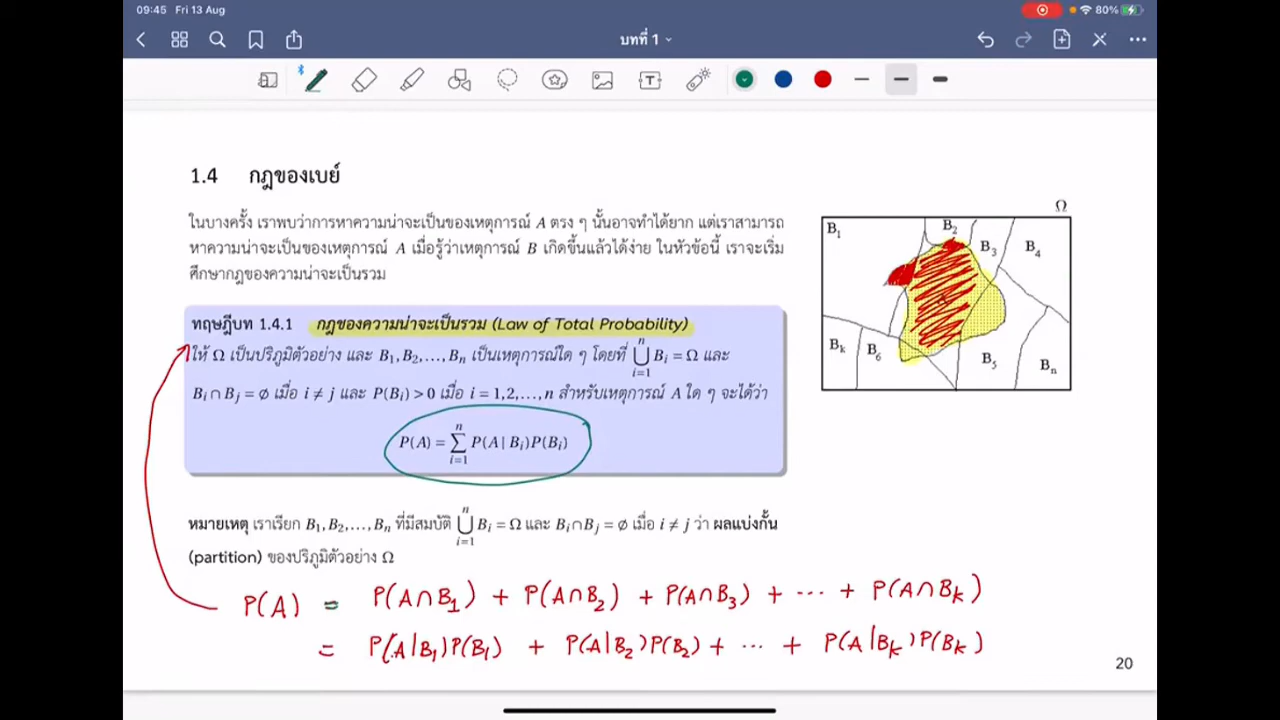 09:45 Fri 13 Aug 80%
บทที่ 1
1.4 กฎของเบย์
ในบางครั้ง เราพบว่าการหาความน่าจะเป็นของเหตุการณ์ A ตรง ๆ นั้นอาจทำได้ยาก แต่เราสามารถ
หาความน่าจะเป็นของเหตุการณ์ A เมื่อรู้ว่าเหตุการณ์ B เกิดขึ้นแล้วได้ง่าย ในหัวข้อนี้ เราจะเริ่ม
ศึกษากฎของความน่าจะเป็นรวม
Ω
B₁ B₂ B₃ B₄
Bₖ B₆ B₅ Bₙ
ทฤษฎีบท 1.4.1 กฎของความน่าจะเป็นรวม (Law of Total Probability)
ให้ Ω เป็นปริภูมิตัวอย่าง และ B₁,B₂,...,Bₙ เป็นเหตุการณ์ใด ๆ โดยที่ ⋃ⁿᵢ₌₁ Bᵢ = Ω และ
Bᵢ∩Bⱼ = ∅ เมื่อ i ≠ j และ P(Bᵢ) > 0 เมื่อ i = 1,2,...,n สำหรับเหตุการณ์ A ใด ๆ จะได้ว่า
P(A) = ∑ⁿᵢ₌₁ P(A | Bᵢ)P(Bᵢ)
หมายเหตุ เราเรียก B₁,B₂,...,Bₙ ที่มีสมบัติ ⋃ⁿᵢ₌₁ Bᵢ = Ω และ Bᵢ∩Bⱼ = ∅ เมื่อ i ≠ j ว่า ผลแบ่งกั้น
(partition) ของปริภูมิตัวอย่าง Ω
P(A) = P(A∩B₁) + P(A∩B₂) + P(A∩B₃) + ... + P(A∩Bₖ)
= P(A|B₁)P(B₁) + P(A|B₂)P(B₂) + ... + P(A|Bₖ)P(Bₖ)
20